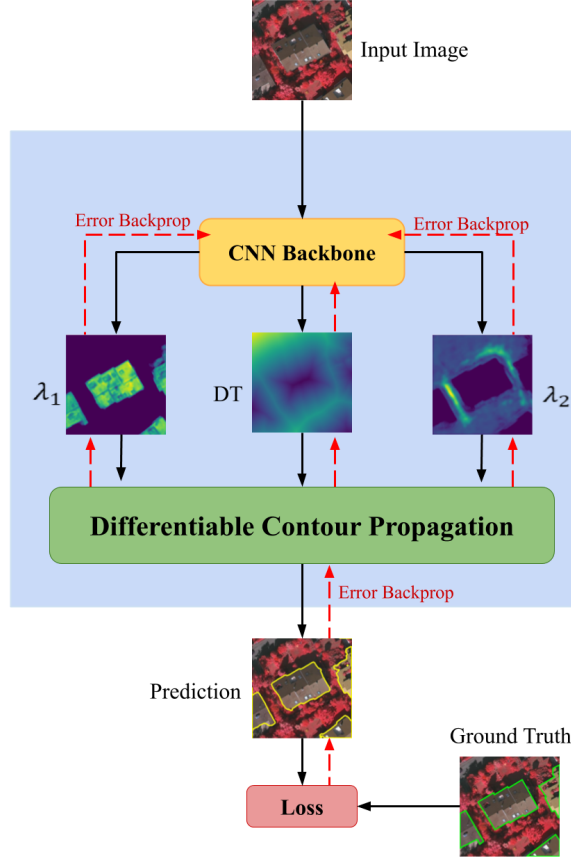 Input Image
Error Backprop
Error Backprop
CNN Backbone
λ₁
DT
λ₂
Differentiable Contour Propagation
Error Backprop
Prediction
Ground Truth
Loss